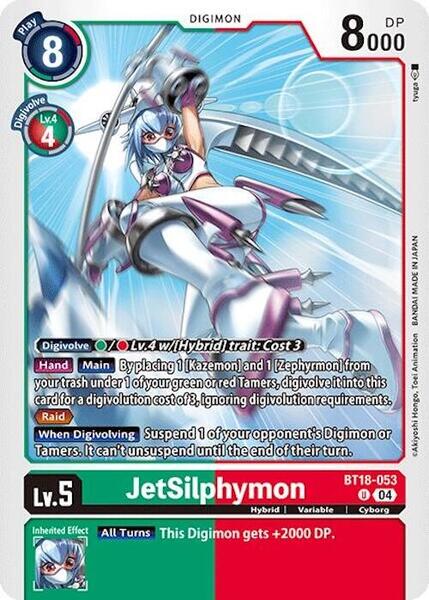 Play
8
DIGIMON
DP
8000
Digivolve
Lv.4
4
tyuga
©Akiyoshi Hongo, Toei Animation BANDAI MADE IN JAPAN
Digivolve / Lv.4 w/[Hybrid] trait: Cost 3
Hand Main By placing 1 [Kazemon] and 1 [Zephyrmon] from
your trash under 1 of your green or red Tamers, digivolve it into this
card for a digivolution cost of 3, ignoring digivolution requirements.
Raid
When Digivolving Suspend 1 of your opponent's Digimon or
Tamers. It can't unsuspend until the end of their turn.
Lv.5
JetSilphymon
BT18-053
U 04
Hybrid | Variable | Cyborg
Inherited Effect
All Turns This Digimon gets +2000 DP.